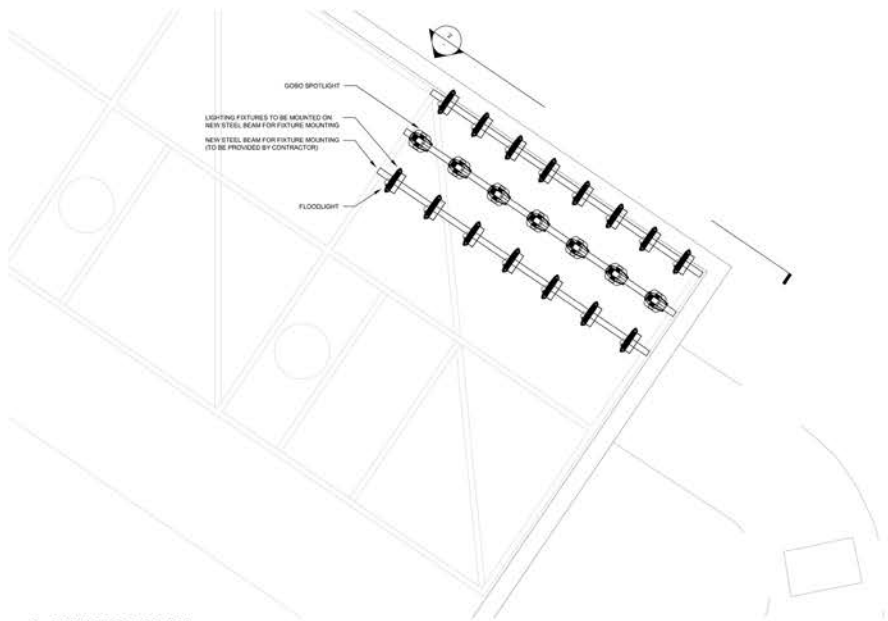 GOBO SPOTLIGHT
LIGHTING FIXTURES TO BE MOUNTED ON
NEW STEEL BEAM FOR FIXTURE MOUNTING
NEW STEEL BEAM FOR FIXTURE MOUNTING
(TO BE PROVIDED BY CONTRACTOR)
FLOODLIGHT